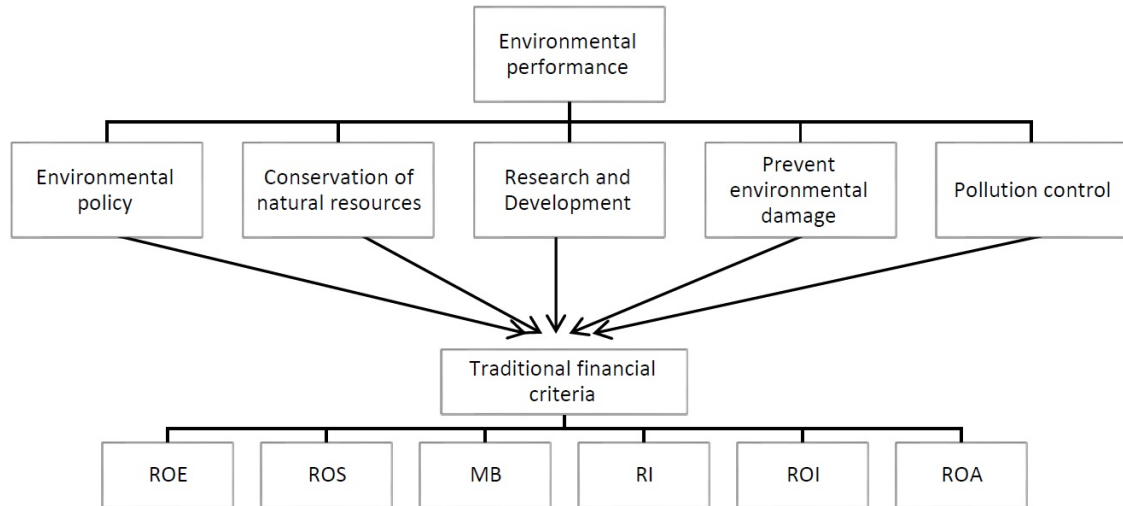 Environmental
performance
Environmental
policy
Conservation of
natural resources
Research and
Development
Prevent
environmental
damage
Pollution control
Traditional financial
criteria
ROE
ROS
MB
RI
ROI
ROA